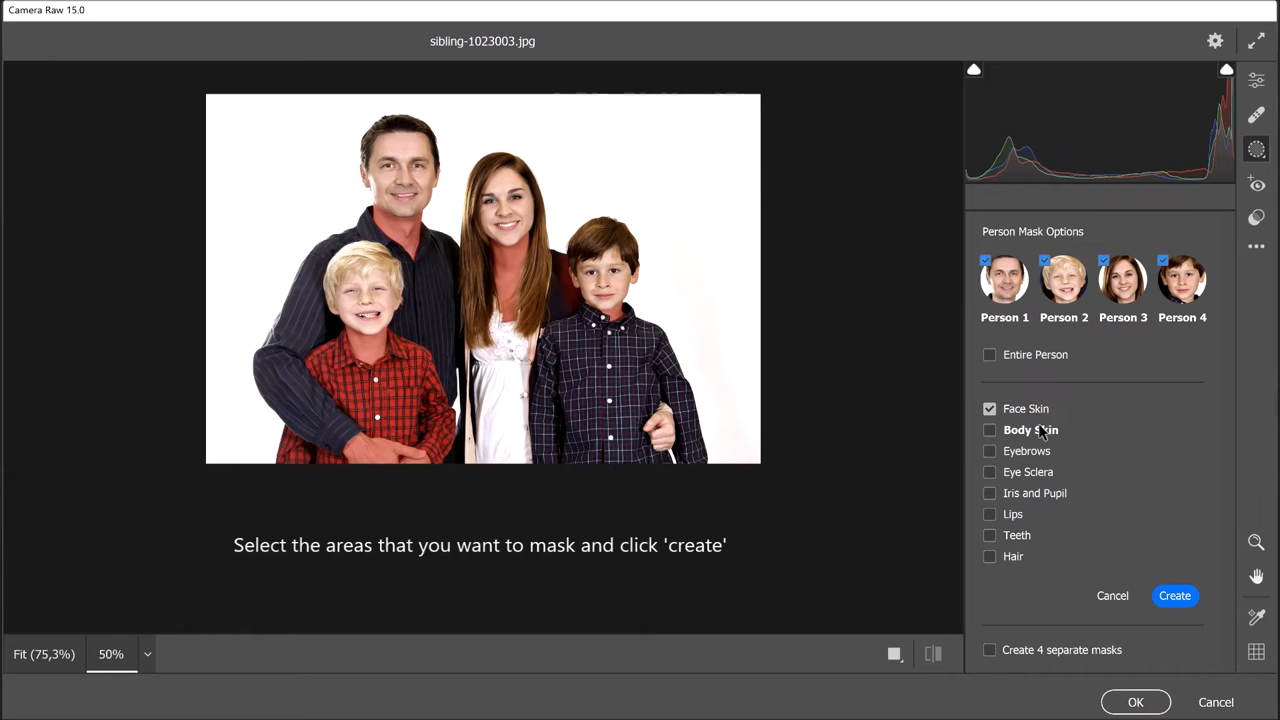 Camera Raw 15.0
sibling-1023003.jpg
Person Mask Options
Person 1 Person 2 Person 3 Person 4
Entire Person
Face Skin
Body Skin
Eyebrows
Eye Sclera
Iris and Pupil
Lips
Teeth
Hair
Select the areas that you want to mask and click 'create'
Cancel Create
Create 4 separate masks
Fit (75,3%) 50%
OK Cancel